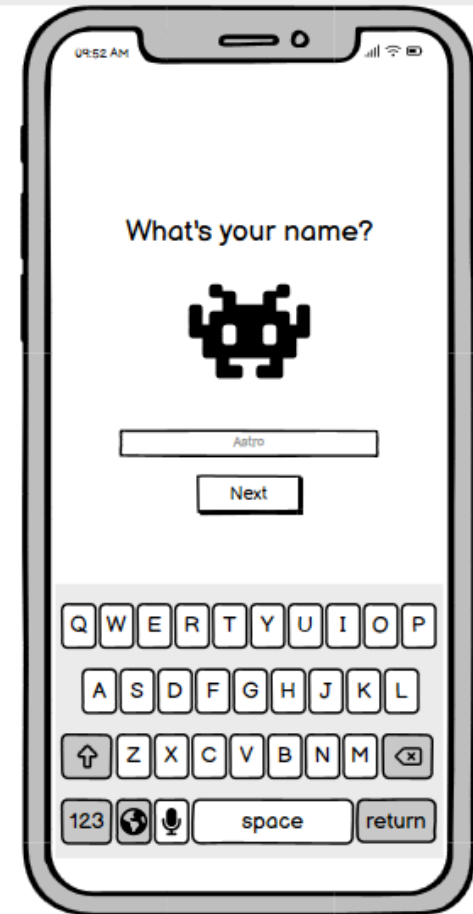 09:52 AM
What's your name?
Astro
Next
Q W E R T Y U I O P
A S D F G H J K L
Z X C V B N M
123 space return